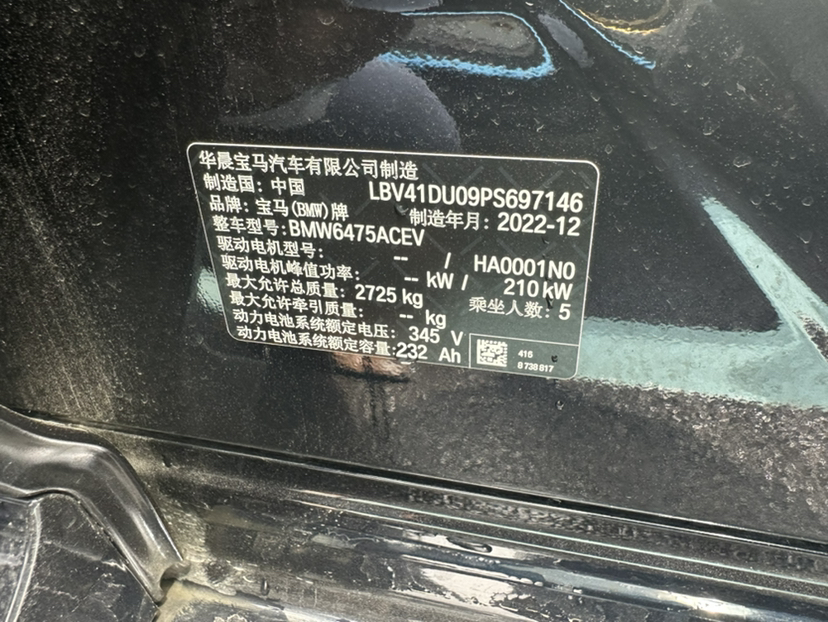 华晨宝马汽车有限公司制造
制造国: 中国 LBV41DU09PS697146
品牌: 宝马(BMW)牌 制造年月: 2022-12
整车型号:BMW6475ACEV
驱动电机型号: -- / HA0001N0
驱动电机峰值功率: -- kW / 210 kW
最大允许总质量: 2725 kg 乘坐人数: 5
最大允许牵引质量: -- kg
动力电池系统额定电压: 345 V
动力电池系统额定容量:232 Ah
416 c
8 738 817